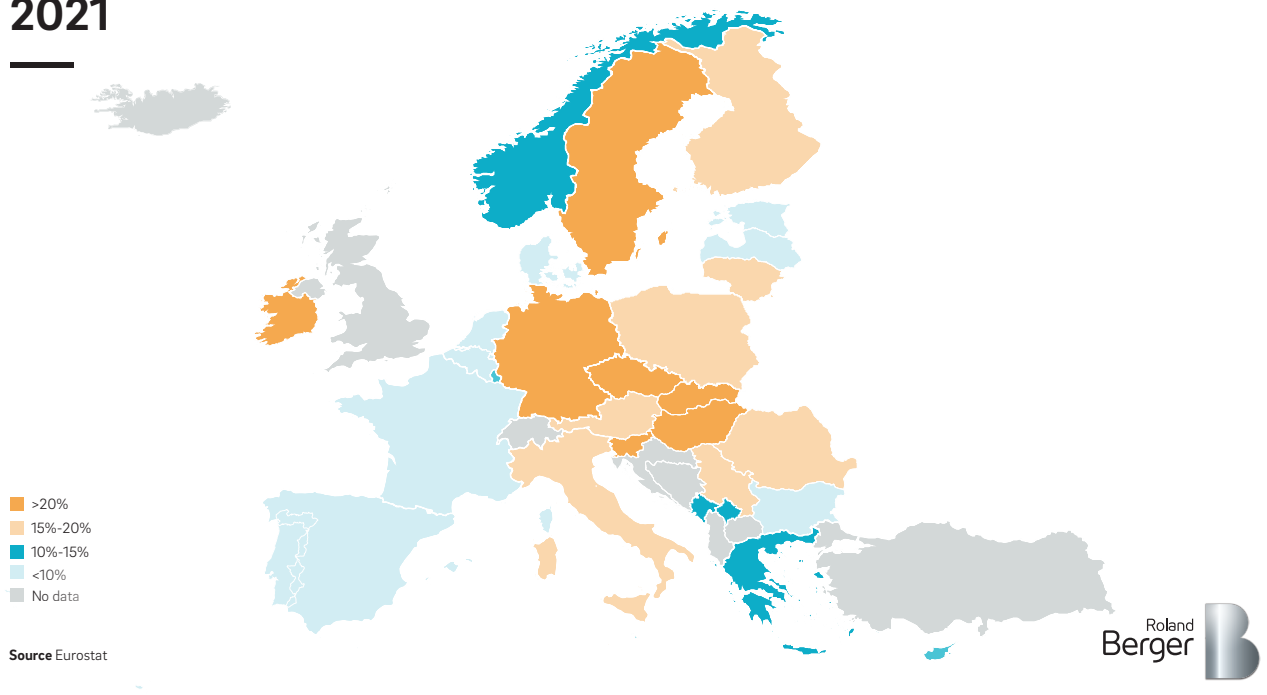 2021
>20%
15%-20%
10%-15%
<10%
No data
Source Eurostat
Roland
Berger
B